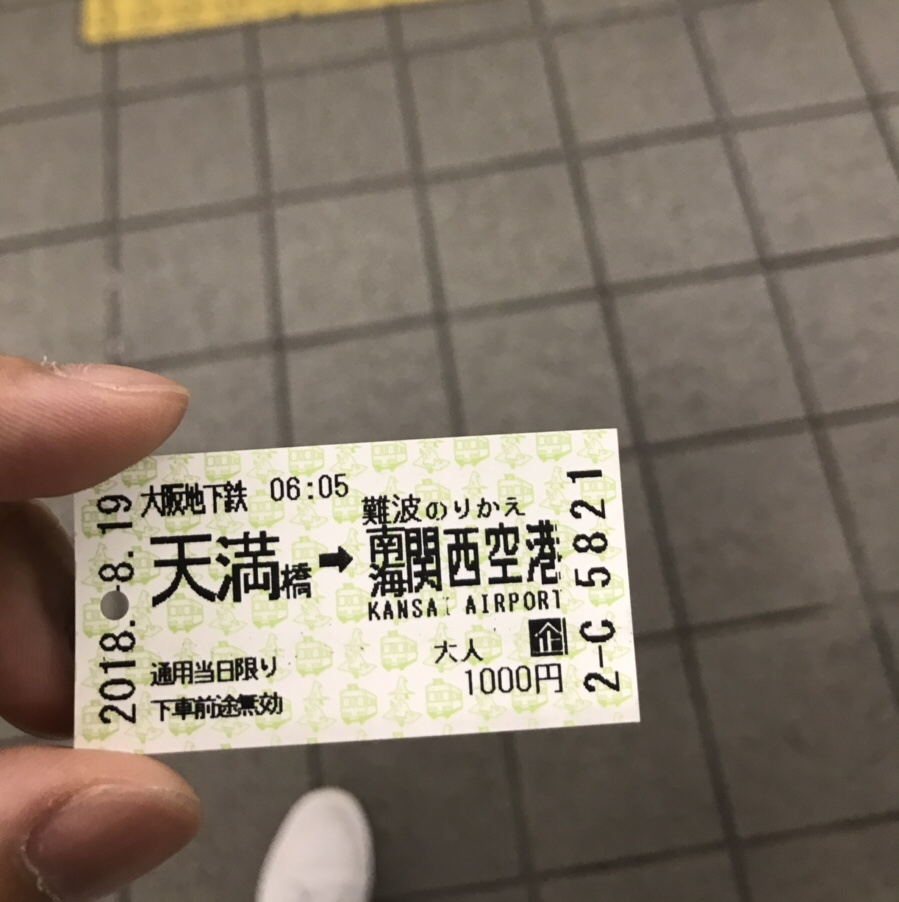 大阪地下鉄 06:05
難波のりかえ
天満橋➡南海関西空港
KANSAI AIRPORT
大人 企
1000円
通用当日限り
下車前途無効
2018.-8.19
2-C 5821